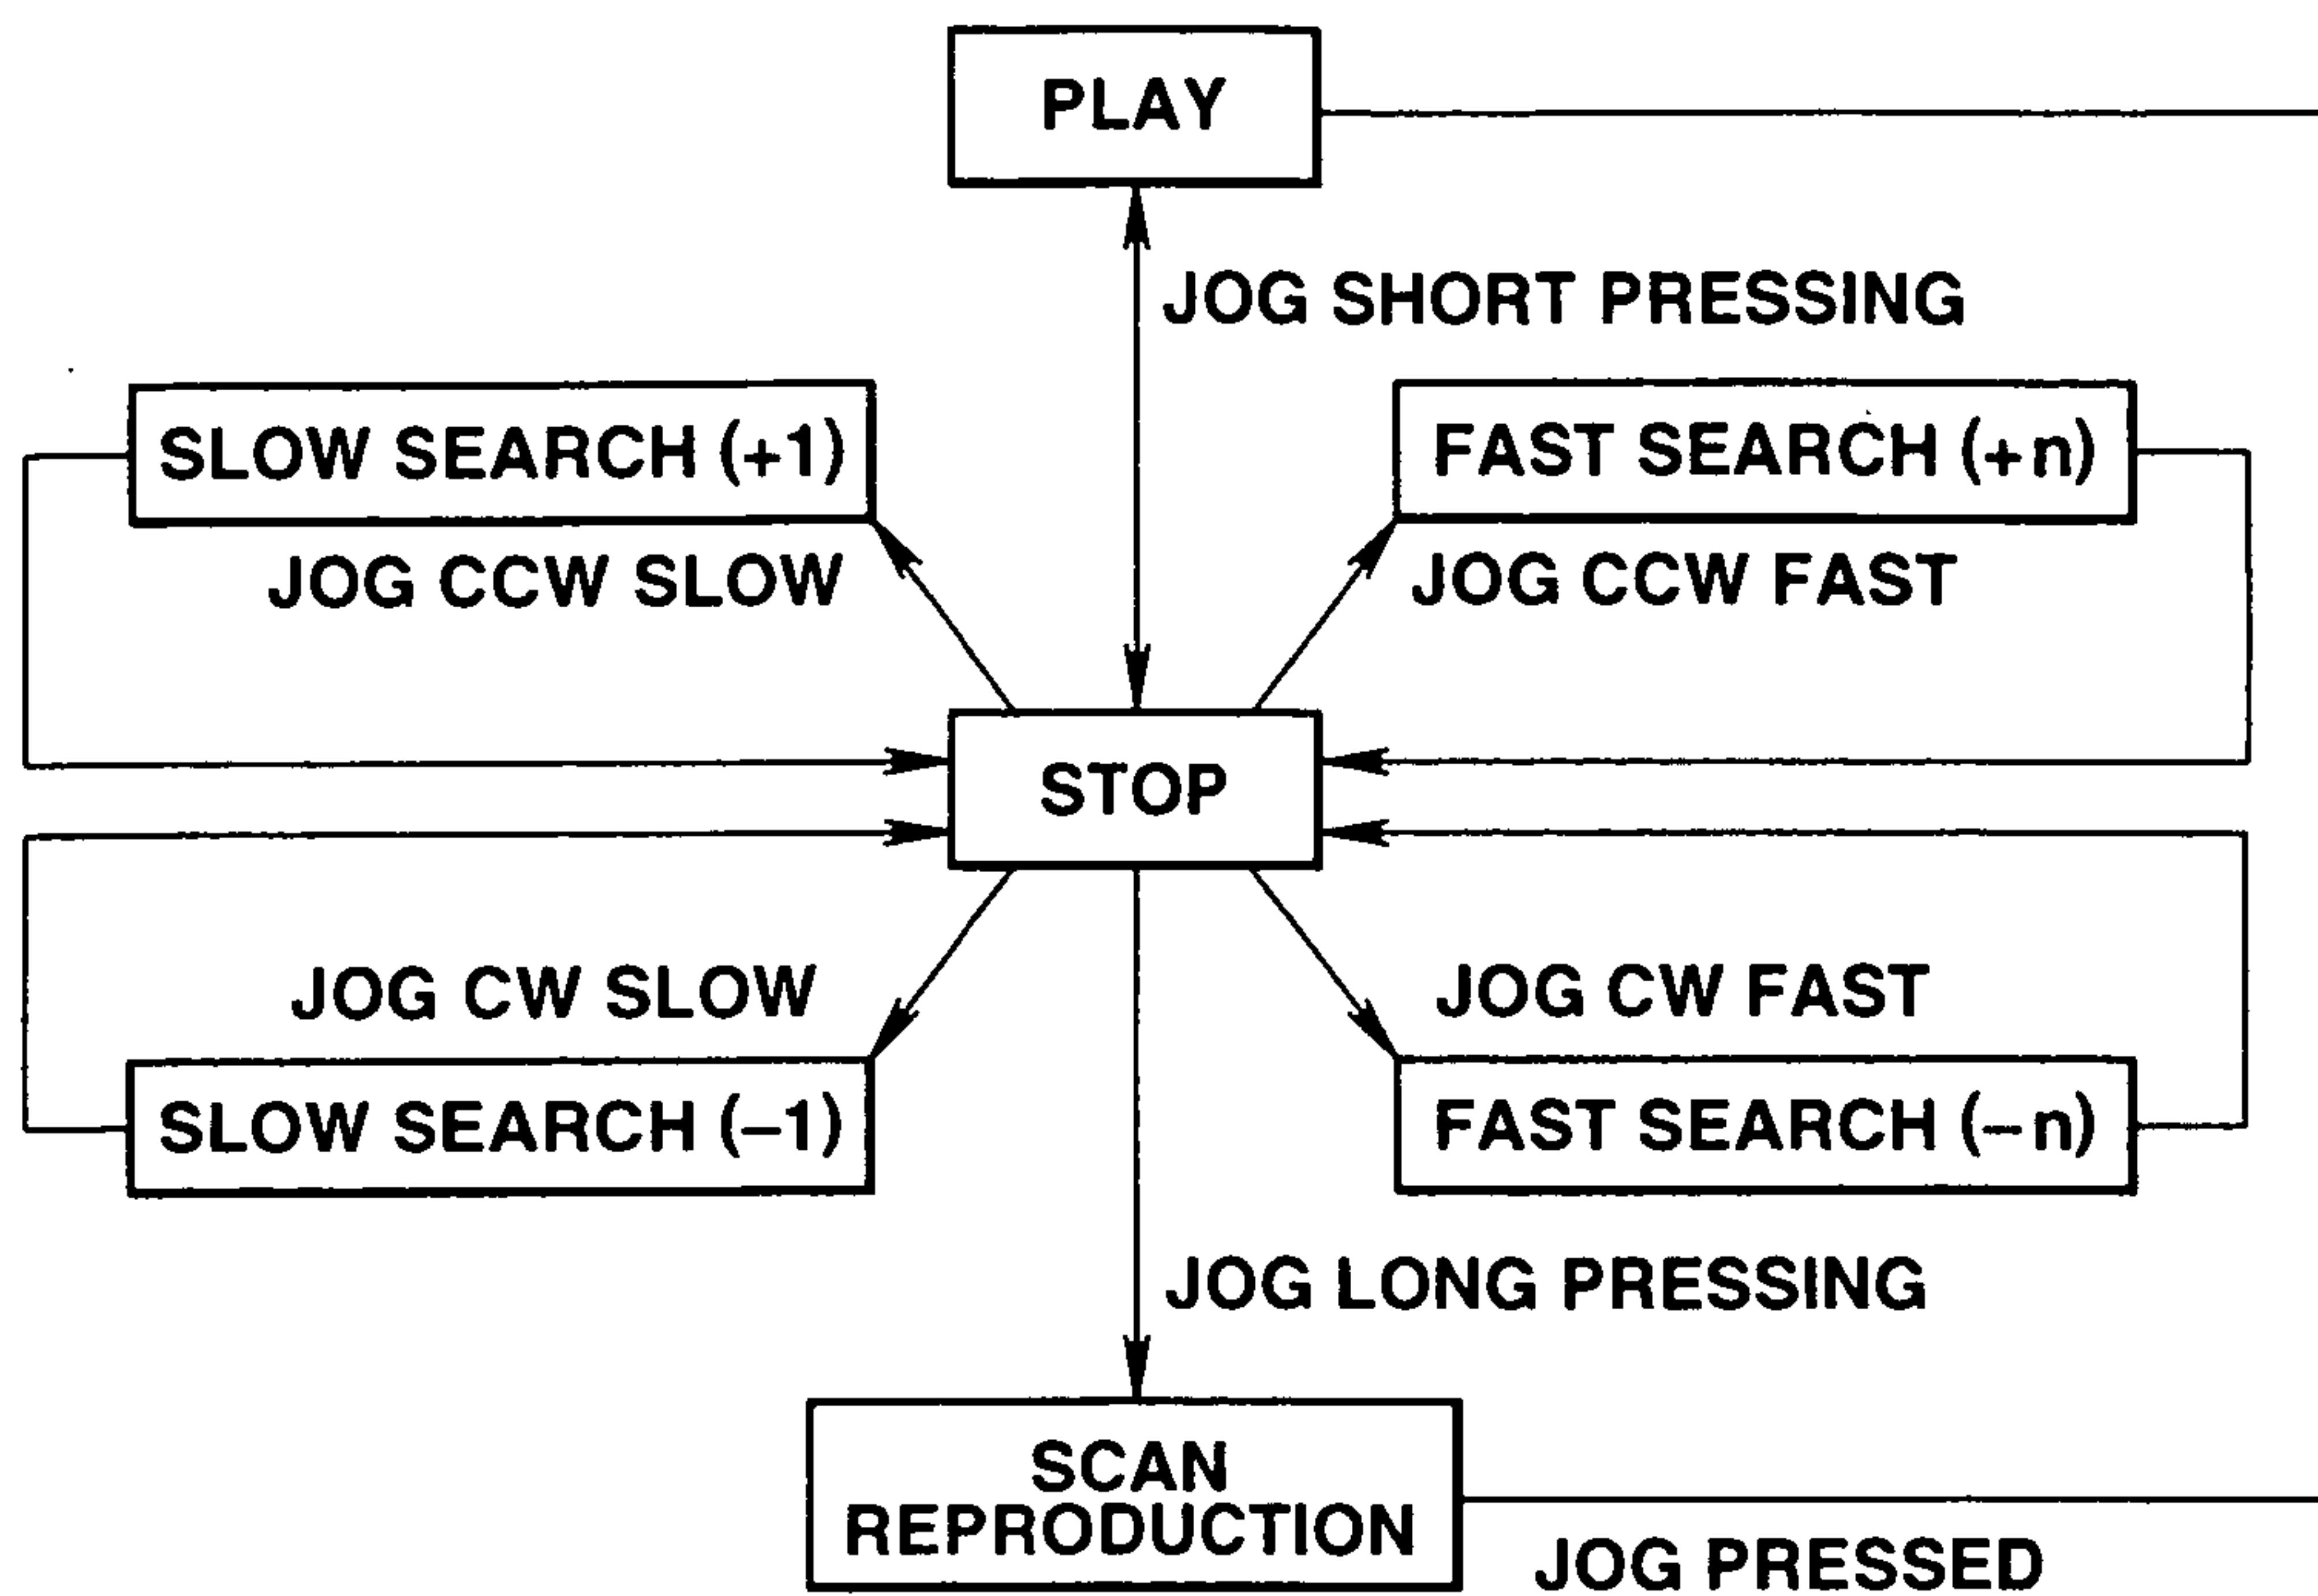 PLAY
JOG SHORT PRESSING
SLOW SEARCH (+1)
FAST SEARCH (+n)
JOG CCW SLOW
JOG CCW FAST
STOP
JOG CW SLOW
JOG CW FAST
SLOW SEARCH (−1)
FAST SEARCH (−n)
JOG LONG PRESSING
SCAN
REPRODUCTION
JOG PRESSED